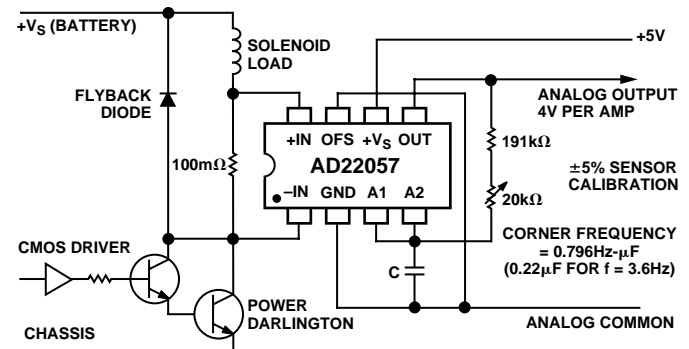 +VS (BATTERY)
SOLENOID
LOAD
+5V
FLYBACK
DIODE
ANALOG OUTPUT
4V PER AMP
+IN OFS +VS OUT
191kΩ
100mΩ
AD22057
±5% SENSOR
CALIBRATION
–IN GND A1 A2
20kΩ
CORNER FREQUENCY
= 0.796Hz-μF
(0.22μF FOR f = 3.6Hz)
CMOS DRIVER
C
POWER
DARLINGTON
CHASSIS
ANALOG COMMON